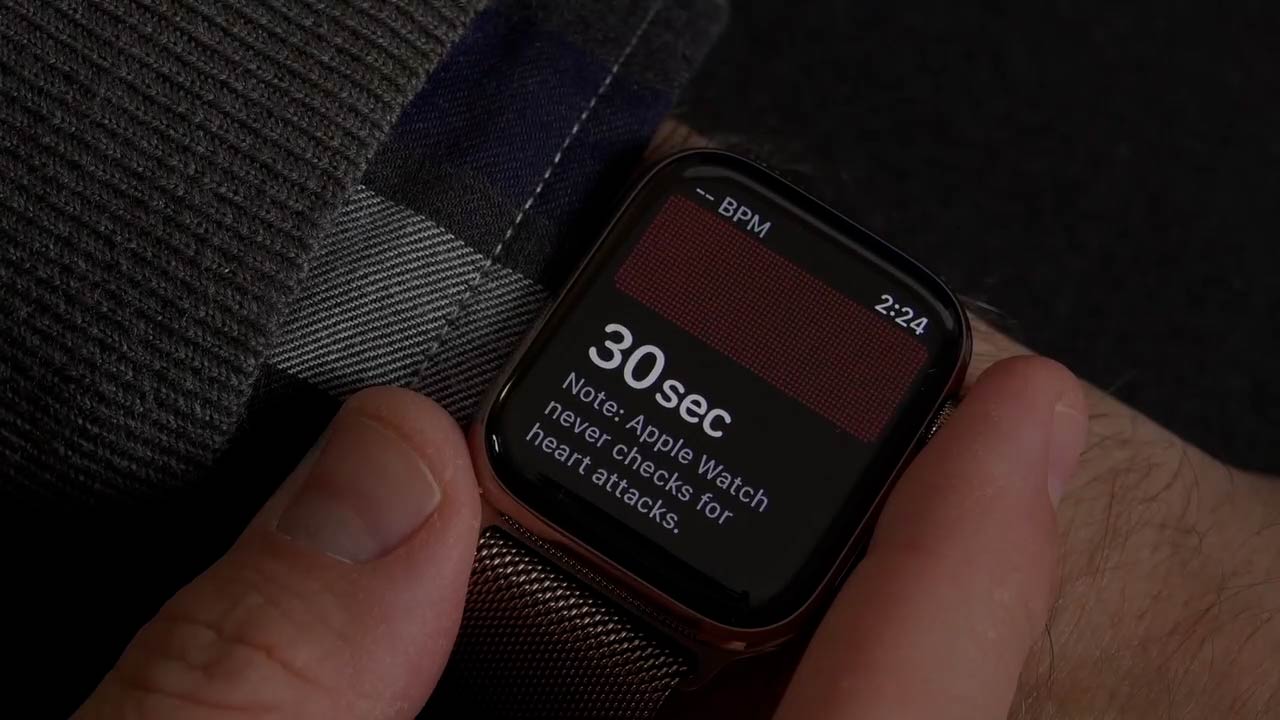 -- BPM
2:24
30sec
Note: Apple Watch
never checks for
heart attacks.